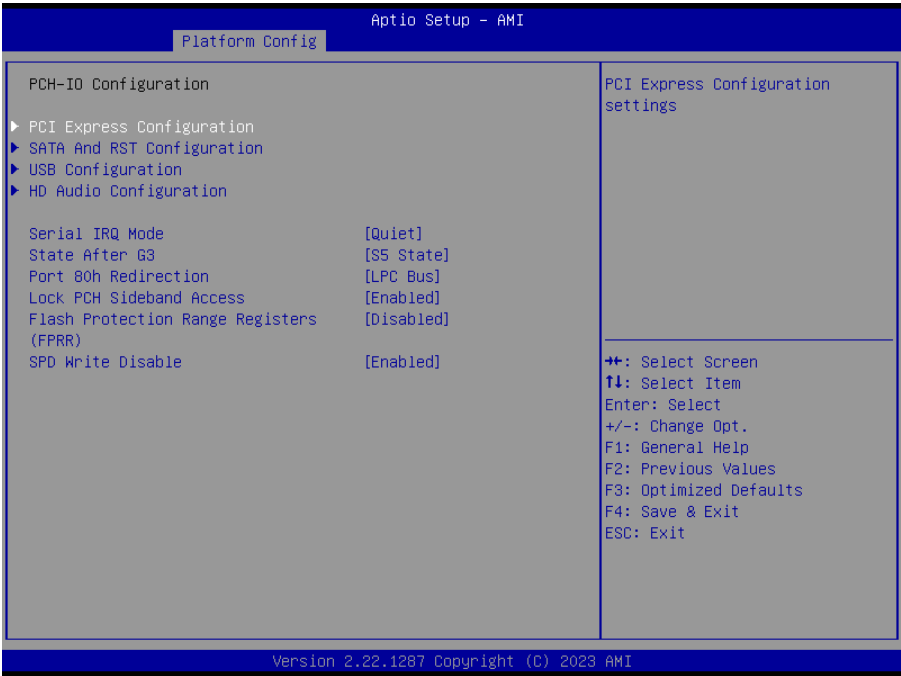 Aptio Setup – AMI
Platform Config
PCH-IO Configuration
PCI Express Configuration
SATA And RST Configuration
USB Configuration
HD Audio Configuration
Serial IRQ Mode [Quiet]
State After G3 [S5 State]
Port 80h Redirection [LPC Bus]
Lock PCH Sideband Access [Enabled]
Flash Protection Range Registers [Disabled]
(FPRR)
SPD Write Disable [Enabled]
PCI Express Configuration
settings
→←: Select Screen
↑↓: Select Item
Enter: Select
+/-: Change Opt.
F1: General Help
F2: Previous Values
F3: Optimized Defaults
F4: Save & Exit
ESC: Exit
Version 2.22.1287 Copyright (C) 2023 AMI